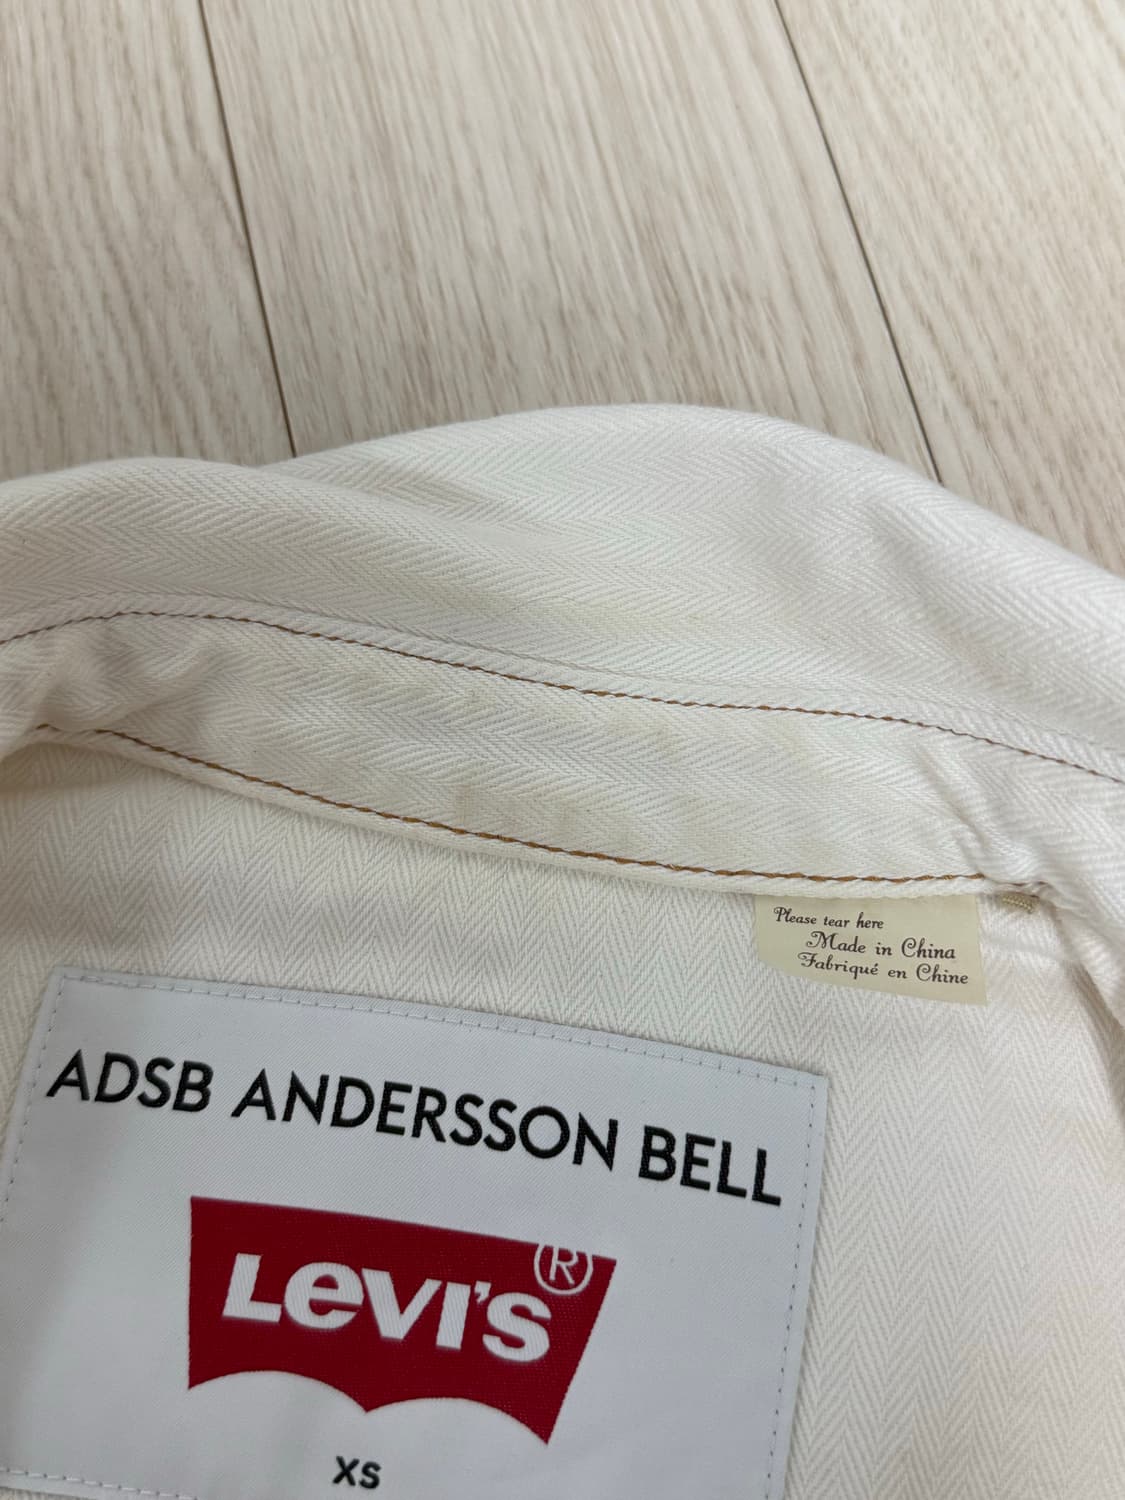 Please tear here
Made in China
Fabriqué en Chine
ADSB ANDERSSON BELL
LEVI'S®
XS